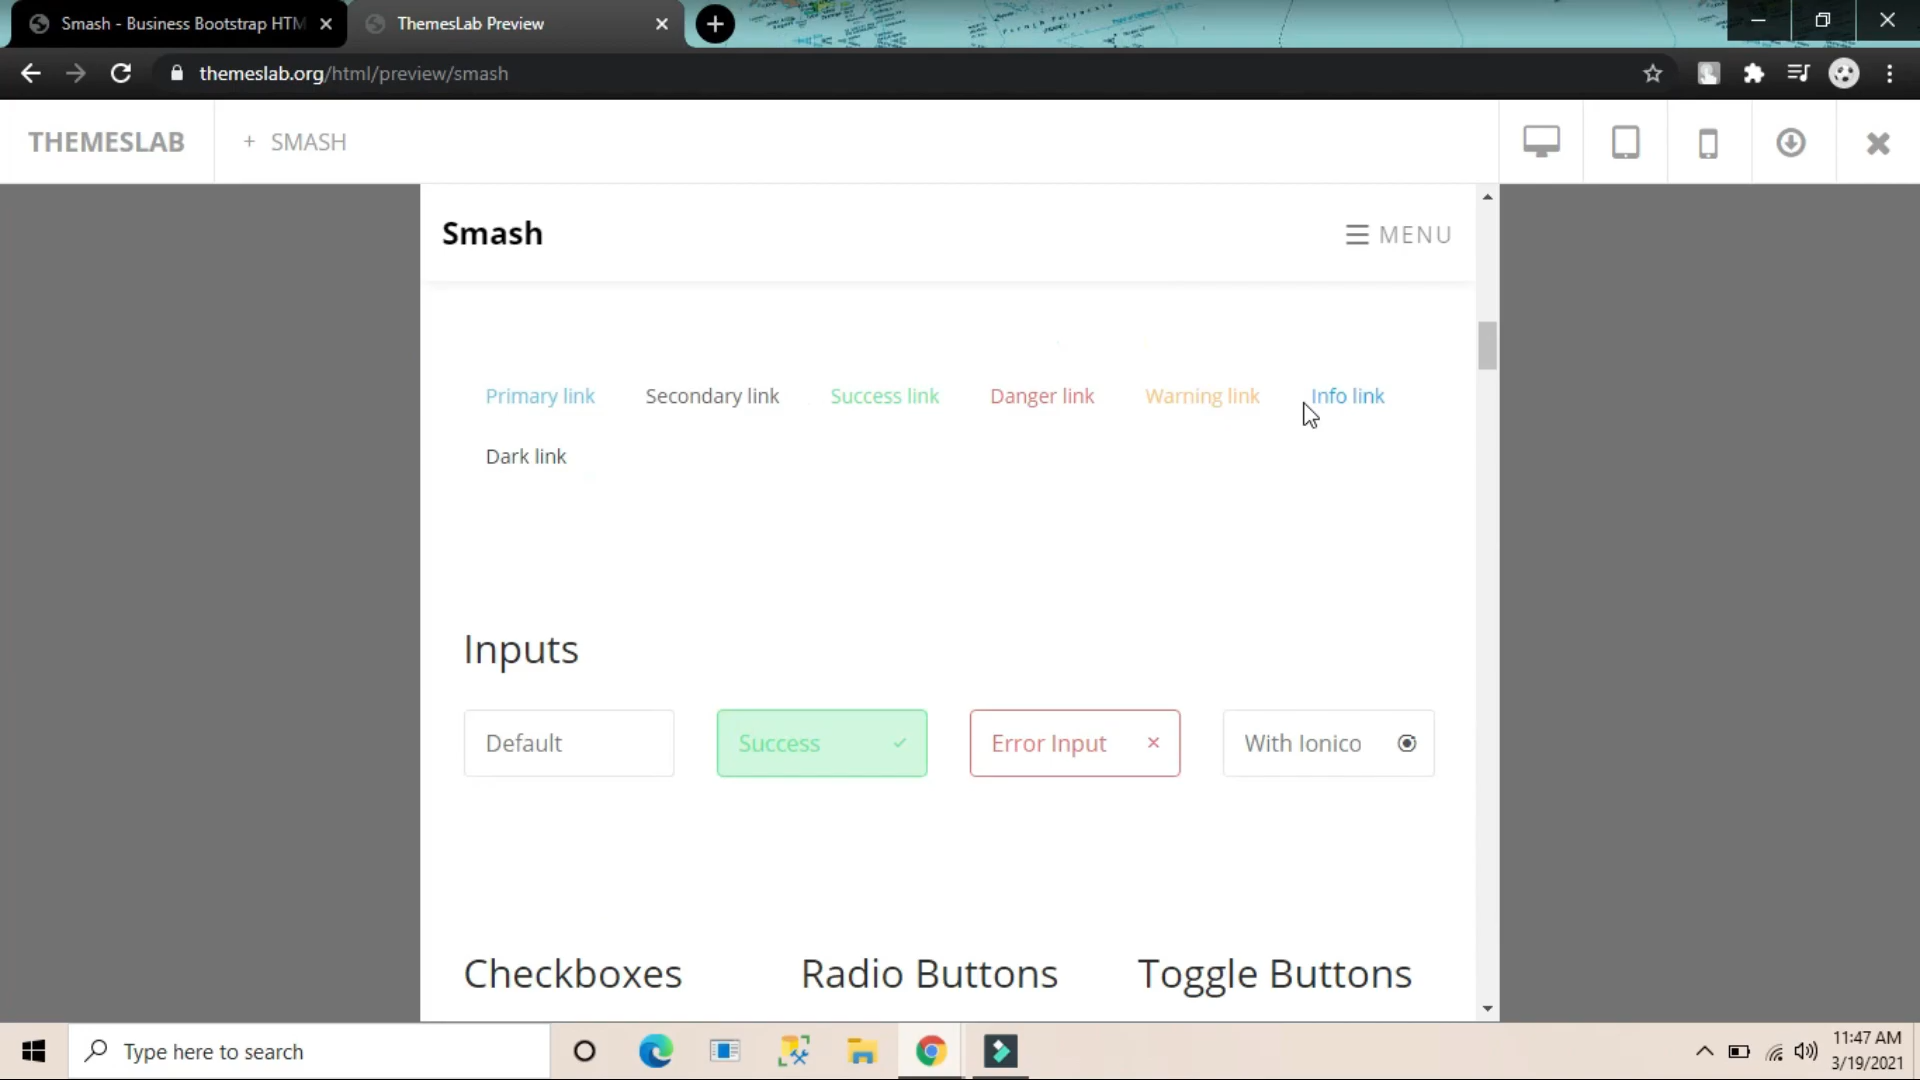 Smash - Business Bootstrap HTM
ThemesLab Preview
themeslab.org/html/preview/smash
THEMESLAB
+ SMASH
Smash
MENU
Primary link
Secondary link
Success link
Danger link
Warning link
Info link
Dark link
Inputs
Default
Success
Error Input
With Ionico
Checkboxes
Radio Buttons
Toggle Buttons
Type here to search
11:47 AM
3/19/2021